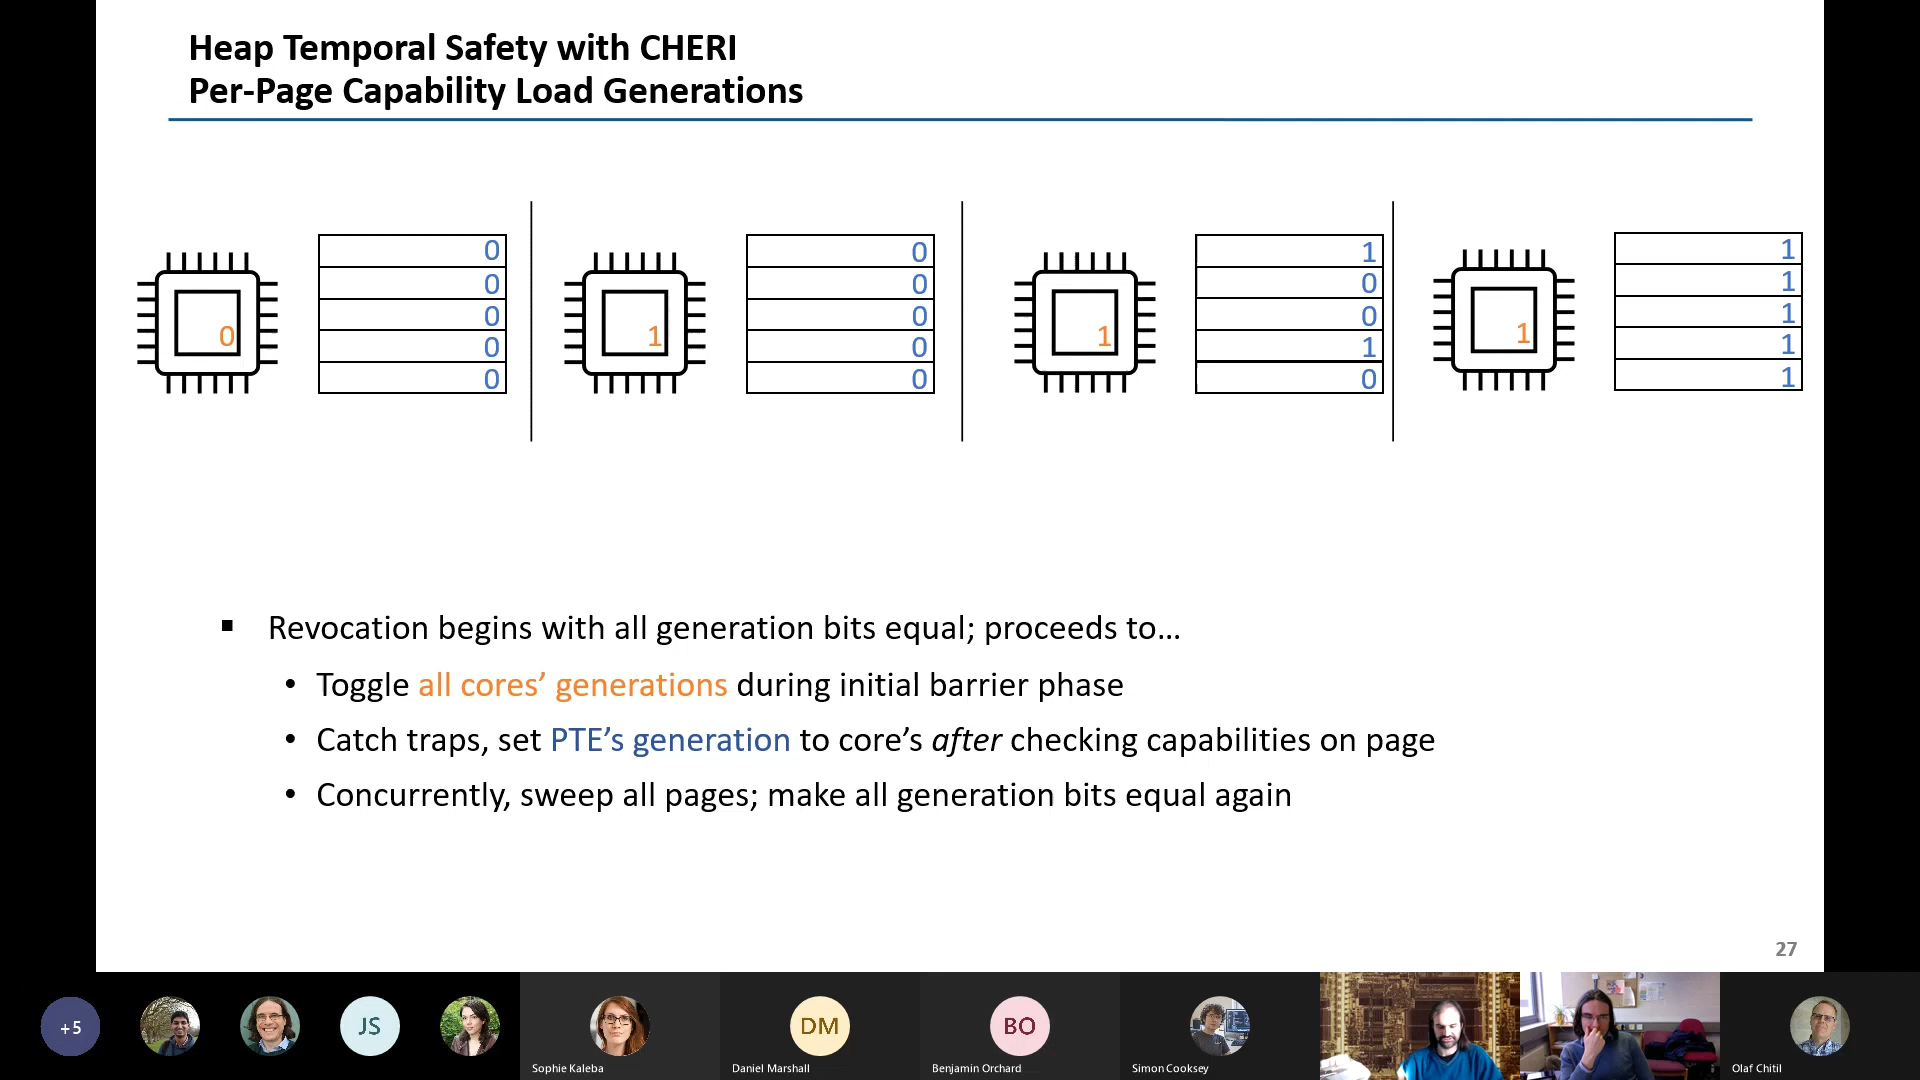 Heap Temporal Safety with CHERI
Per-Page Capability Load Generations
0
0
0
0
0
0
1
0
0
0
0
0
1
1
0
0
1
0
1
1
1
1
1
1
▪ Revocation begins with all generation bits equal; proceeds to…
• Toggle all cores’ generations during initial barrier phase
• Catch traps, set PTE’s generation to core’s after checking capabilities on page
• Concurrently, sweep all pages; make all generation bits equal again
27
+5
JS
DM
BO
Sophie Kaleba
Daniel Marshall
Benjamin Orchard
Simon Cooksey
Olaf Chitil